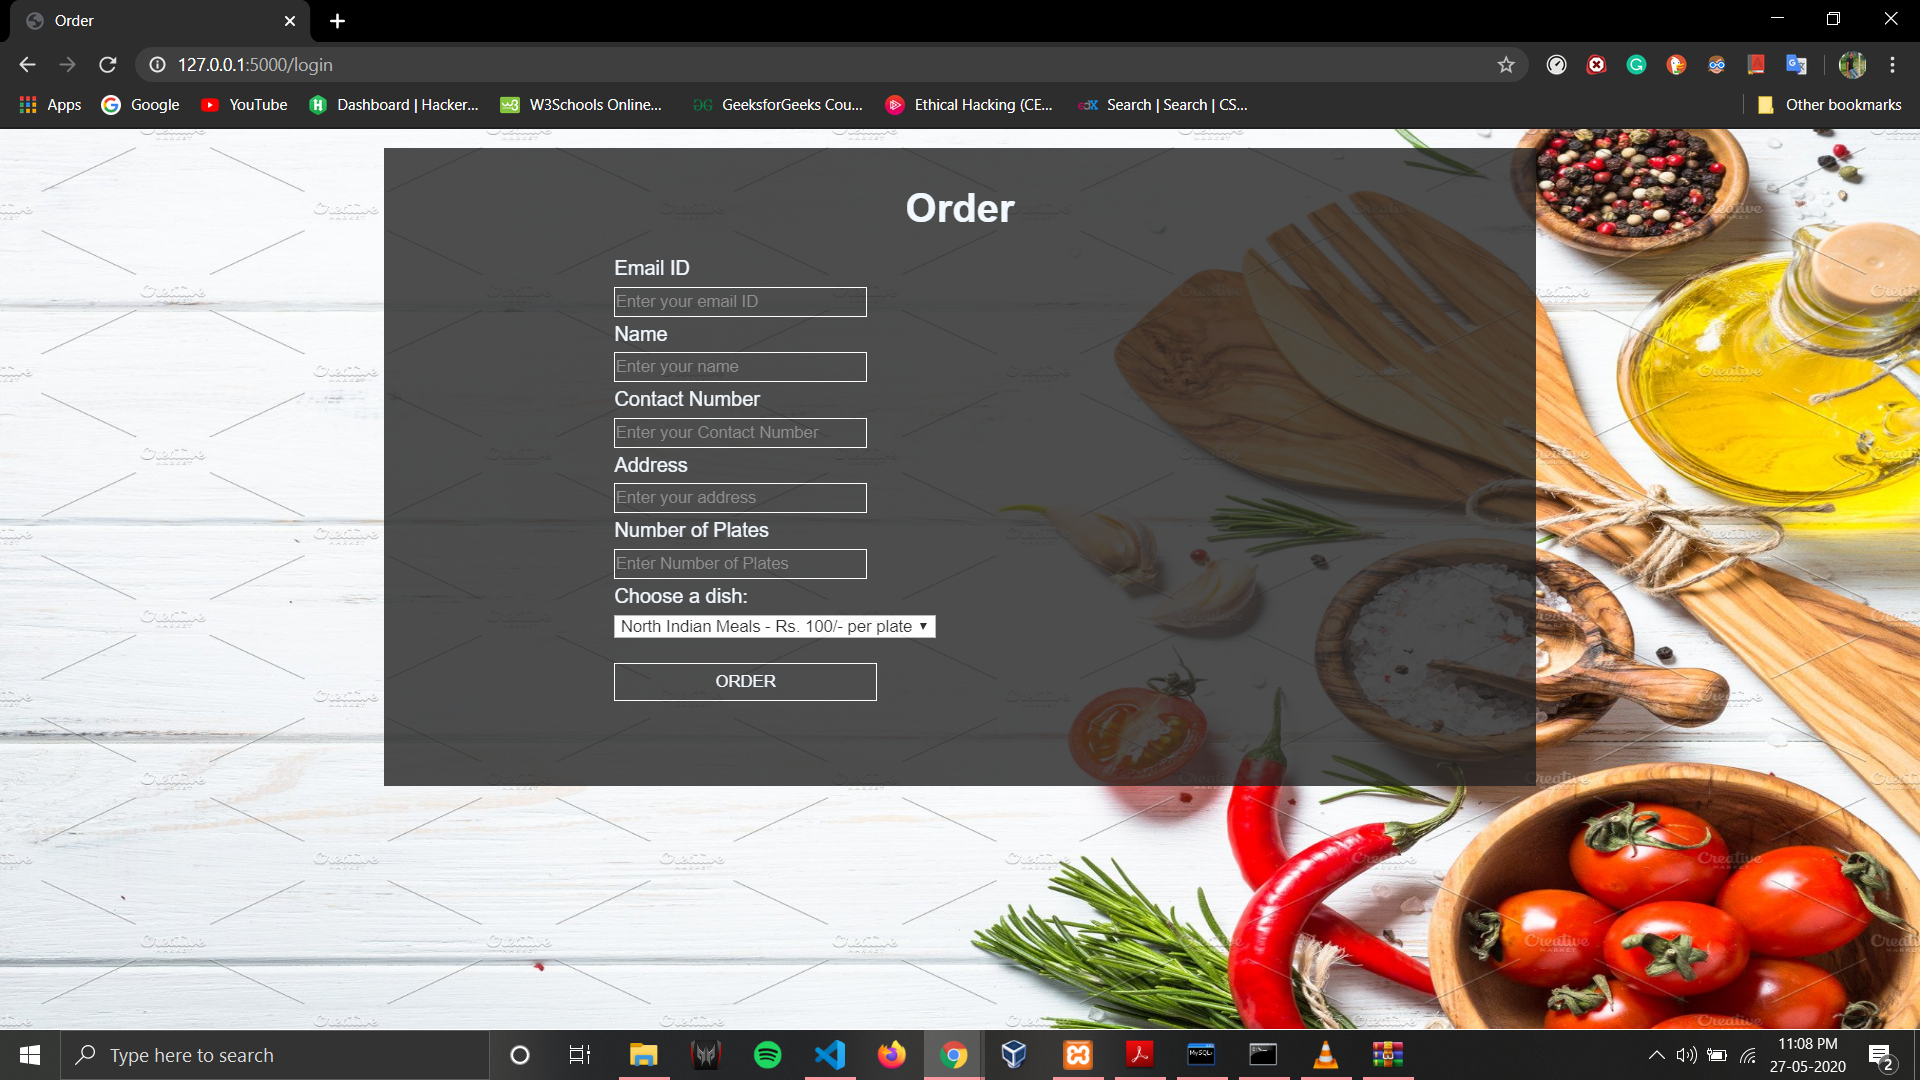 Order
127.0.0.1:5000/login
Apps Google YouTube Dashboard | Hacker... W3Schools Online... GeeksforGeeks Cou... Ethical Hacking (CE... Search | Search | CS... Other bookmarks
Order
Email ID
Enter your email ID
Name
Enter your name
Contact Number
Enter your Contact Number
Address
Enter your address
Number of Plates
Enter Number of Plates
Choose a dish:
North Indian Meals - Rs. 100/- per plate
ORDER
Creative
MARKET
Type here to search
11:08 PM
27-05-2020
2